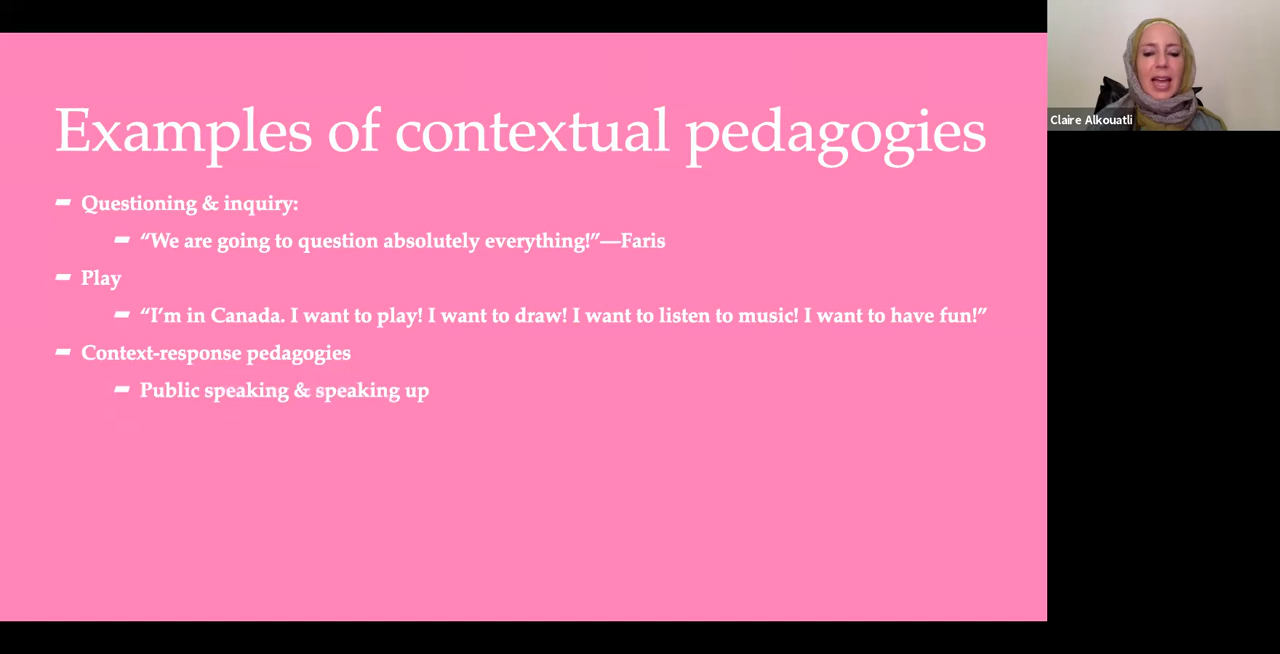 Examples of contextual pedagogies
Questioning & inquiry:
“We are going to question absolutely everything!”—Faris
Play
“I’m in Canada. I want to play! I want to draw! I want to listen to music! I want to have fun!”
Context-response pedagogies
Public speaking & speaking up
Claire Alkouatli